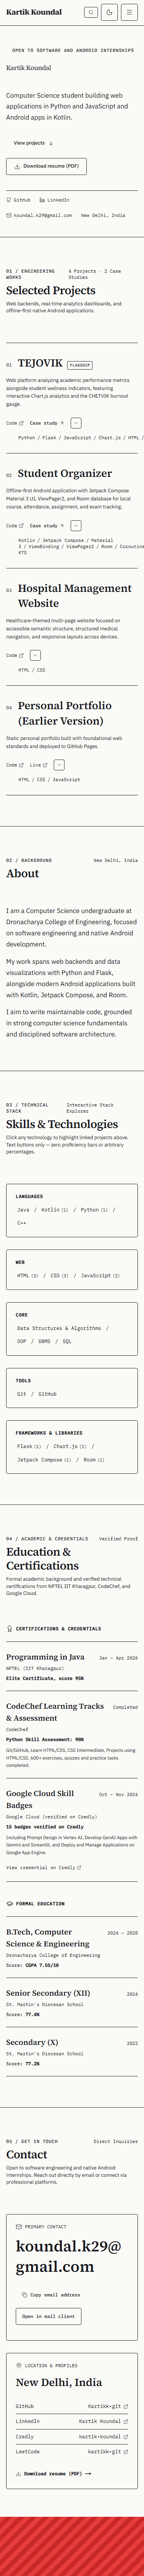 Kartik Koundal
OPEN TO SOFTWARE AND ANDROID INTERNSHIPS
Kartik Koundal
Computer Science student building web
applications in Python and JavaScript and
Android apps in Kotlin.
View projects ↓
Download resume (PDF)
GitHub LinkedIn
koundal.k29@gmail.com New Delhi, India
01 / ENGINEERING WORKS
4 Projects · 2 Case Studies
Selected Projects
Web backends, real-time analytics dashboards, and
offline-first native Android applications.
01 TEJOVIK FLAGSHIP
Web platform analyzing academic performance metrics
alongside student wellness indicators, featuring
interactive Chart.js analytics and the CHETVIK burnout
gauge.
Code Case study
Python / Flask / JavaScript / Chart.js / HTML /
02 Student Organizer
Offline-first Android application with Jetpack Compose
Material 3 UI, ViewPager2, and Room database for local
course, attendance, assignment, and exam tracking.
Code Case study
Kotlin / Jetpack Compose / Material
3 / ViewBinding / ViewPager2 / Room / Coroutine
KTS
03 Hospital Management
Website
Healthcare-themed multi-page website focused on
accessible semantic structure, structured medical
navigation, and responsive layouts across devices.
Code
HTML / CSS
04 Personal Portfolio
(Earlier Version)
Static personal portfolio built with foundational web
standards and deployed to GitHub Pages.
Code Live
HTML / CSS / JavaScript
02 / BACKGROUND New Delhi, India
About
I am a Computer Science undergraduate at
Dronacharya College of Engineering, focused
on software engineering and native Android
development.
My work spans web backends and data
visualizations with Python and Flask,
alongside modern Android applications built
with Kotlin, Jetpack Compose, and Room.
I aim to write maintainable code, grounded
in strong computer science fundamentals
and disciplined software architecture.
03 / TECHNICAL STACK
Interactive Stack Explorer
Skills & Technologies
Click any technology to highlight linked projects above.
Text buttons only — zero proficiency bars or arbitrary
percentages.
LANGUAGES
Java / Kotlin (1) / Python (1) /
C++
WEB
HTML (3) / CSS (3) / JavaScript (2)
CORE
Data Structures & Algorithms /
OOP / DBMS / SQL
TOOLS
Git / GitHub
FRAMEWORKS & LIBRARIES
Flask (1) / Chart.js (1) /
Jetpack Compose (1) / Room (1)
04 / ACADEMIC & CREDENTIALS Verified Proof
Education &
Certifications
Formal academic background and verified technical
certifications from NPTEL IIT Kharagpur, CodeChef, and
Google Cloud.
CERTIFICATIONS & CREDENTIALS
Programming in Java Jan – Apr 2026
NPTEL (IIT Kharagpur)
Elite Certificate, score 95%
CodeChef Learning Tracks Completed
& Assessment
CodeChef
Python Skill Assessment: 90%
Git/GitHub, Learn HTML/CSS, CSS Intermediate, Projects using
HTML/CSS. 400+ exercises, quizzes and practice tasks
completed.
Google Cloud Skill Oct – Nov 2024
Badges
Google Cloud (verified on Credly)
15 badges verified on Credly
Including Prompt Design in Vertex AI, Develop GenAI Apps with
Gemini and Streamlit, and Deploy and Manage Applications on
Google App Engine.
View credential on Credly
FORMAL EDUCATION
B.Tech, Computer 2024 – 2028
Science & Engineering
Dronacharya College of Engineering
Score: CGPA 7.55/10
Senior Secondary (XII) 2024
St. Martin's Diocesan School
Score: 77.4%
Secondary (X) 2022
St. Martin's Diocesan School
Score: 77.2%
05 / GET IN TOUCH Direct Inquiries
Contact
Open to software engineering and native Android
internships. Reach out directly by email or connect via
professional platforms.
PRIMARY CONTACT
koundal.k29@
gmail.com
Copy email address
Open in mail client
LOCATION & PROFILES
New Delhi, India
GitHub Kartikk-git
LinkedIn Kartik Koundal
Credly kartik-koundal
LeetCode kartikk-git
Download resume (PDF) →